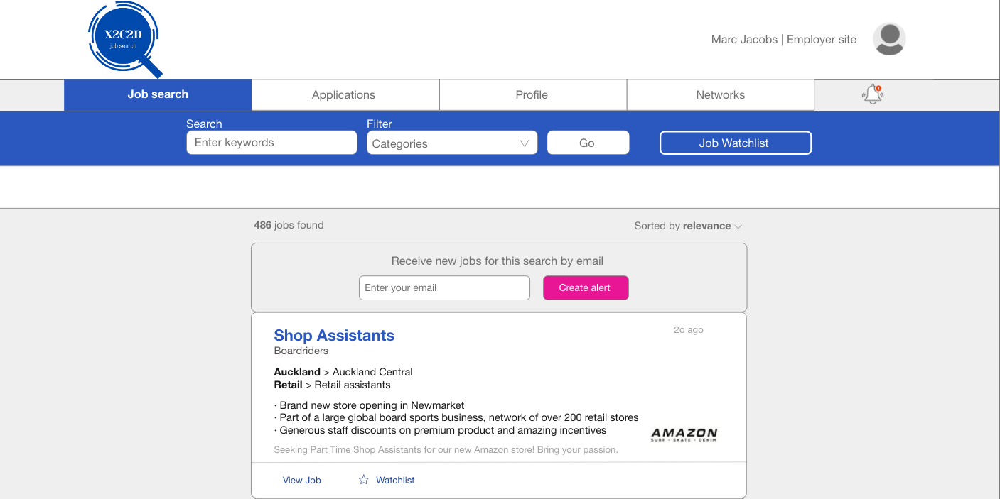 X2C2D
job search
Marc Jacobs | Employer site
Job search
Applications
Profile
Networks
Search
Filter
Enter keywords
Categories
Go
Job Watchlist
486 jobs found
Sorted by relevance
Receive new jobs for this search by email
Enter your email
Create alert
Shop Assistants
2d ago
Boardriders
Auckland > Auckland Central
Retail > Retail assistants
· Brand new store opening in Newmarket
· Part of a large global board sports business, network of over 200 retail stores
· Generous staff discounts on premium product and amazing incentives
AMAZON
SURF - SKATE - DENIM
Seeking Part Time Shop Assistants for our new Amazon store! Bring your passion.
View Job
Watchlist